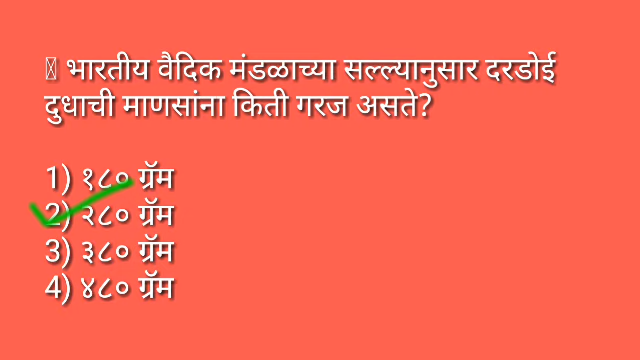 भारतीय वैदिक मंडळाच्या सल्ल्यानुसार दरडोई
दुधाची माणसांना किती गरज असते?
1) १८० ग्रॅम
2) २८० ग्रॅम
3) ३८० ग्रॅम
4) ४८० ग्रॅम